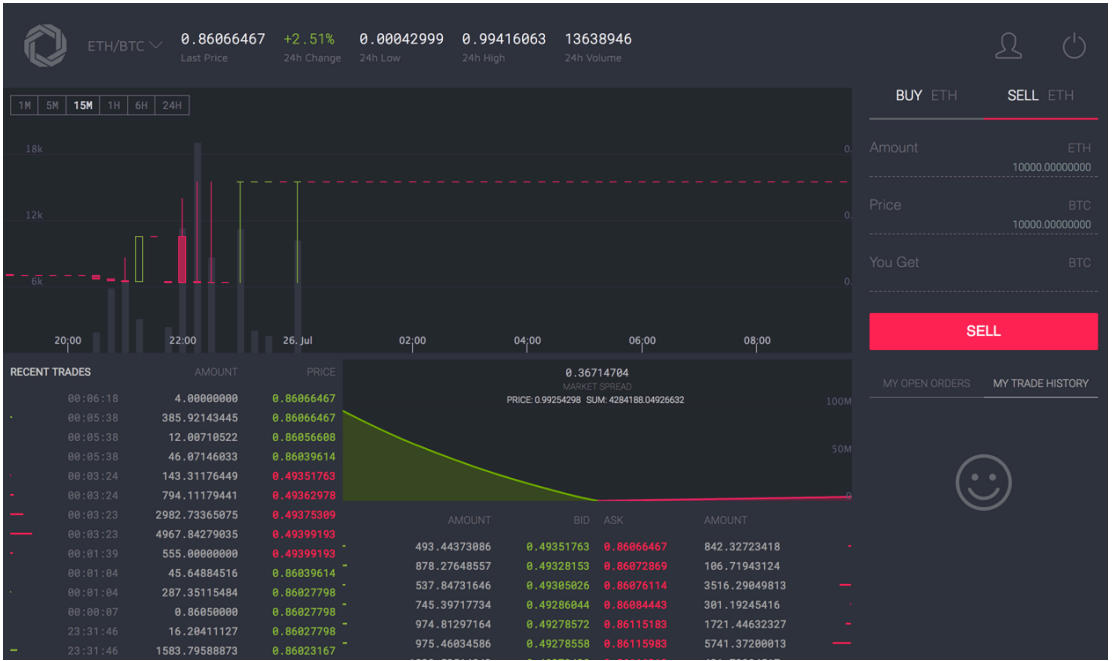 ETH/BTC 0.86066467 +2.51% 0.00042999 0.99416063 13638946
Last Price 24h Change 24h Low 24h High 24h Volume
1M 5M 15M 1H 6H 24H
18k 0.
12k 0.
6k 0.
20:00 22:00 26. Jul 02:00 04:00 06:00 08:00
BUY ETH SELL ETH
Amount ETH
10000.00000000
Price BTC
10000.00000000
You Get BTC
SELL
MY OPEN ORDERS MY TRADE HISTORY
RECENT TRADES AMOUNT PRICE
00:06:18 4.00000000 0.86066467
00:05:38 385.92143445 0.86066467
00:05:38 12.00710522 0.86056608
00:05:38 46.07146033 0.86039614
00:03:24 143.31176449 0.49351763
00:03:24 794.11179441 0.49362978
00:03:23 2982.73365075 0.49375309
00:03:23 4967.84279035 0.49399193
00:01:39 555.00000000 0.49399193
00:01:04 45.64884516 0.86039614
00:01:04 287.35115484 0.86027798
00:00:07 0.86050000 0.86027798
23:31:46 16.20411127 0.86027798
23:31:46 1583.79588873 0.86023167
0.36714704
MARKET SPREAD
PRICE: 0.99254298 SUM: 4284188.04926632
100M
50M
0
AMOUNT BID ASK AMOUNT
493.44373086 0.49351763 0.86066467 842.32723418
878.27648557 0.49328153 0.86072869 106.71943124
537.84731646 0.49305026 0.86076114 3516.29049813
745.39717734 0.49286044 0.86084443 301.19245416
974.81297164 0.49278572 0.86115183 1721.44632327
975.46034586 0.49278558 0.86115983 5741.37200013